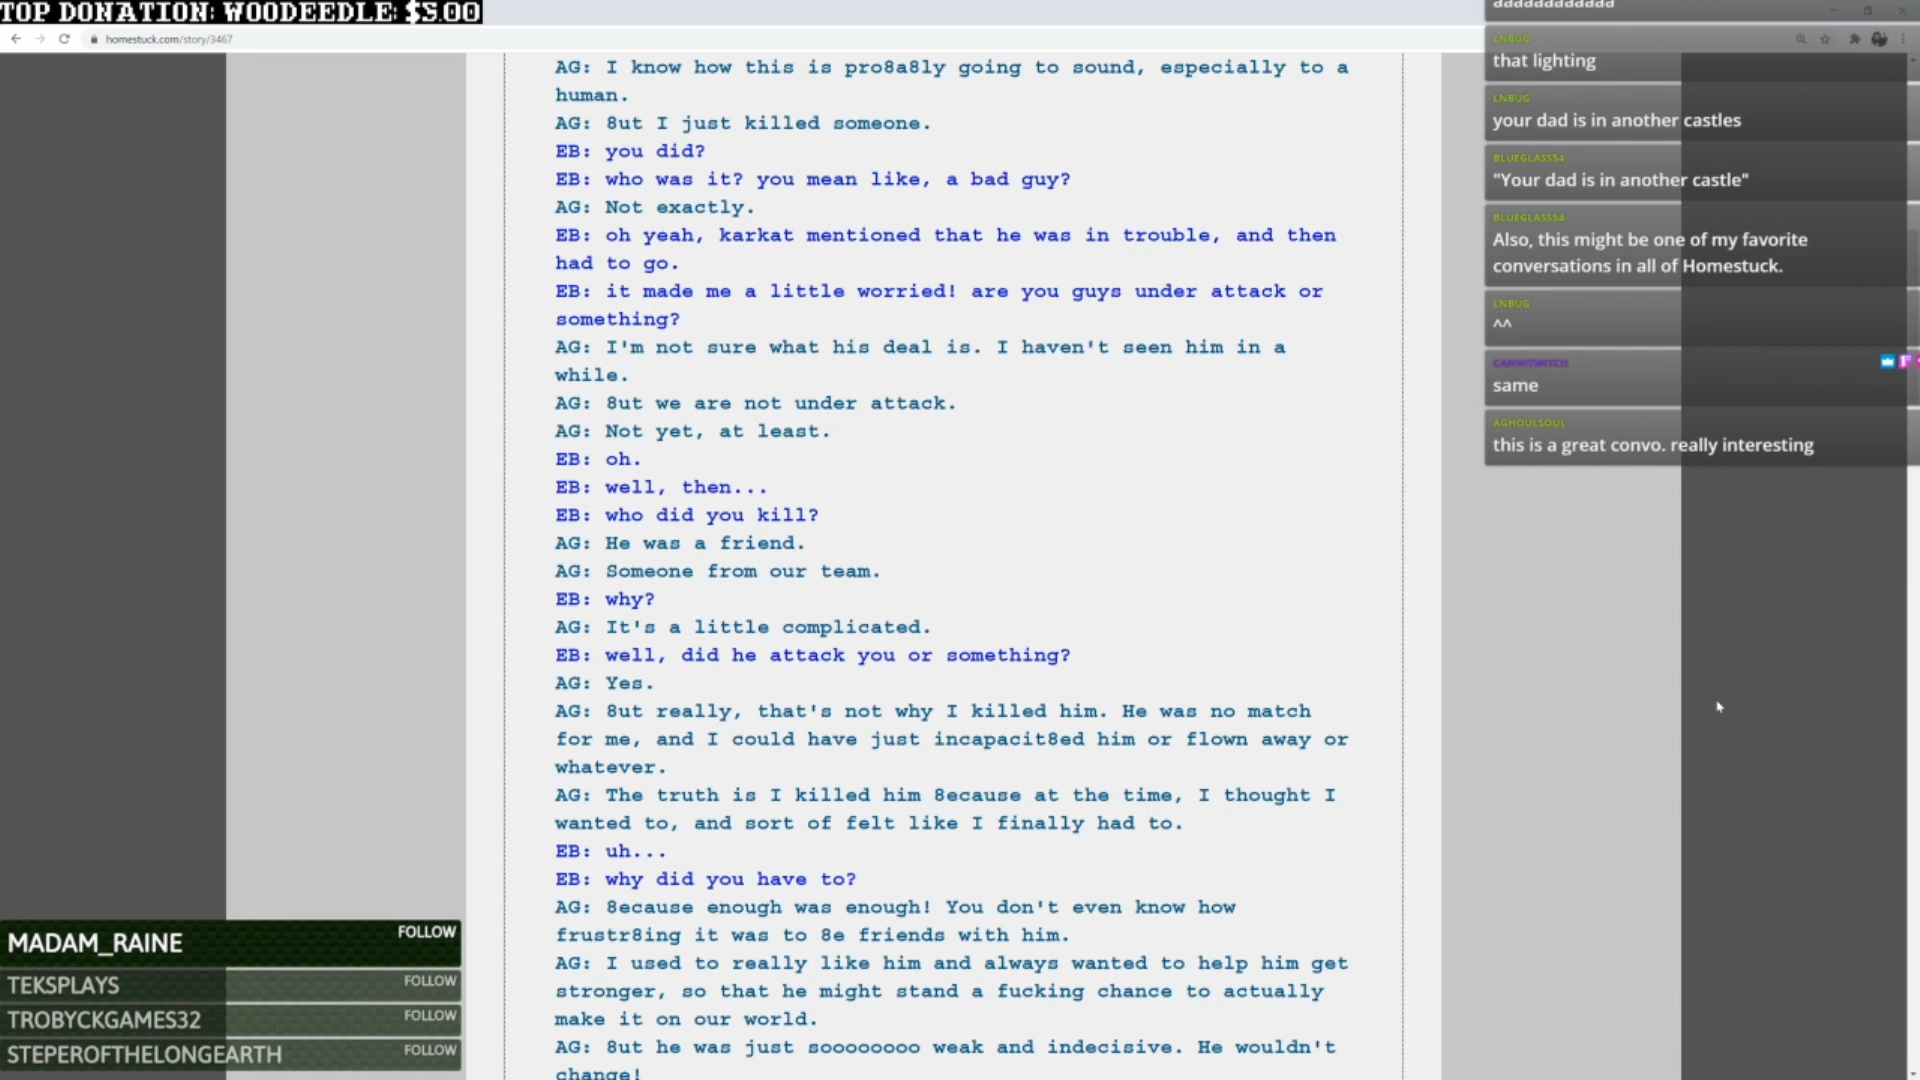 TOP DONATION: WOODEEDLE: $5.00
homestuck.com/story/3467
AG: I know how this is pro8a8ly going to sound, especially to a
human.
AG: 8ut I just killed someone.
EB: you did?
EB: who was it? you mean like, a bad guy?
AG: Not exactly.
EB: oh yeah, karkat mentioned that he was in trouble, and then
had to go.
EB: it made me a little worried! are you guys under attack or
something?
AG: I'm not sure what his deal is. I haven't seen him in a
while.
AG: 8ut we are not under attack.
AG: Not yet, at least.
EB: oh.
EB: well, then...
EB: who did you kill?
AG: He was a friend.
AG: Someone from our team.
EB: why?
AG: It's a little complicated.
EB: well, did he attack you or something?
AG: Yes.
AG: 8ut really, that's not why I killed him. He was no match
for me, and I could have just incapacit8ed him or flown away or
whatever.
AG: The truth is I killed him 8ecause at the time, I thought I
wanted to, and sort of felt like I finally had to.
EB: uh...
EB: why did you have to?
AG: 8ecause enough was enough! You don't even know how
frustr8ing it was to 8e friends with him.
AG: I used to really like him and always wanted to help him get
stronger, so that he might stand a fucking chance to actually
make it on our world.
AG: 8ut he was just soooooooo weak and indecisive. He wouldn't
change!
aaaaaaaaaaaa
LNBUG
that lighting
LNBUG
your dad is in another castles
BLUEGLASS54
"Your dad is in another castle"
BLUEGLASS54
Also, this might be one of my favorite
conversations in all of Homestuck.
LNBUG
^^
CAHNITWITCH
same
AGHOULSOUL
this is a great convo. really interesting
MADAM_RAINE FOLLOW
TEKSPLAYS FOLLOW
TROBYCKGAMES32 FOLLOW
STEPEROFTHELONGEARTH FOLLOW